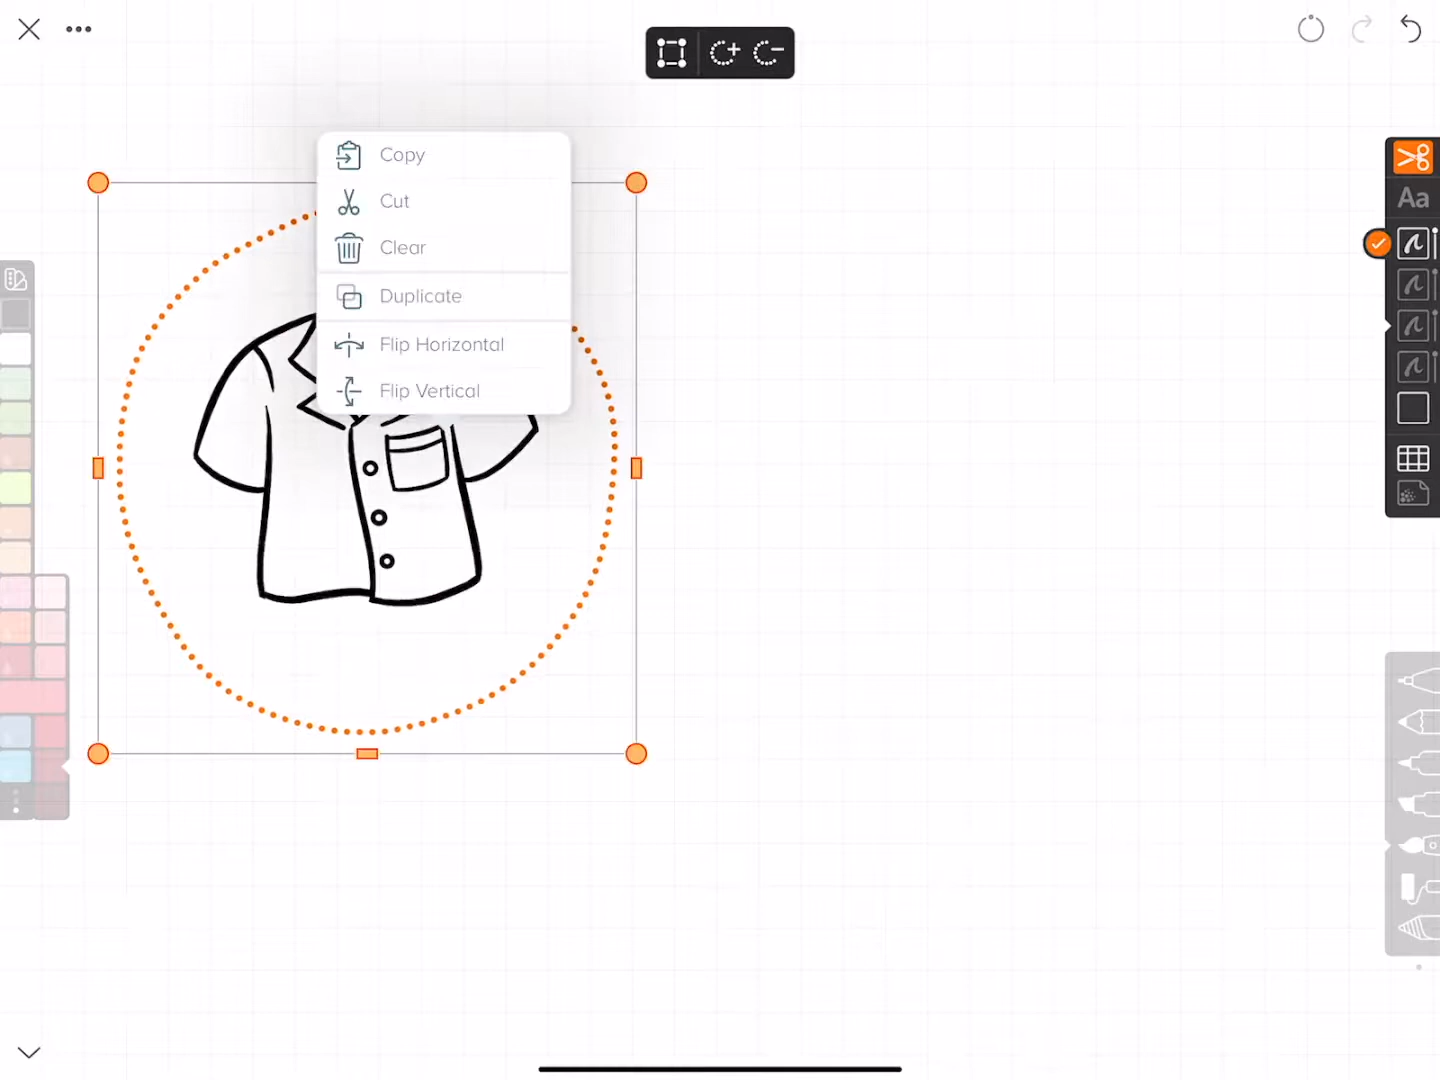 Copy
Cut
Clear
Duplicate
Flip Horizontal
Flip Vertical
Aa